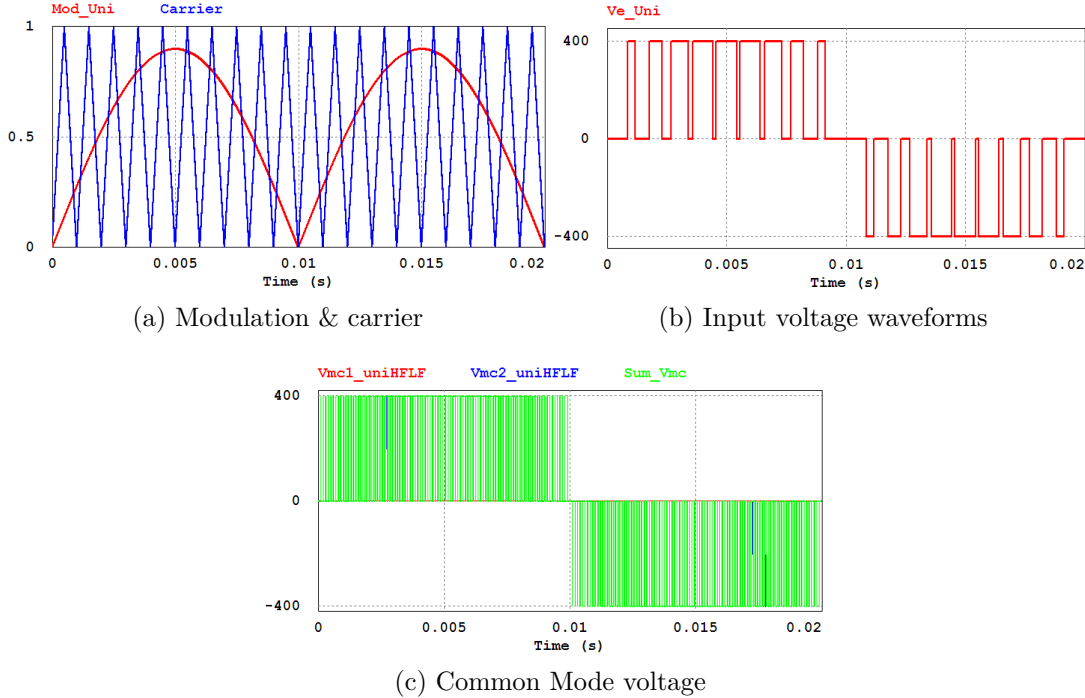 Mod_Uni Carrier
1
0.5
0
0 0.005 0.01 0.015 0.02
Time (s)
(a) Modulation & carrier
Ve_Uni
400
0
-400
0 0.005 0.01 0.015 0.02
Time (s)
(b) Input voltage waveforms
Vmc1_uniHFLF Vmc2_uniHFLF Sum_Vmc
400
0
-400
0 0.005 0.01 0.015 0.02
Time (s)
(c) Common Mode voltage